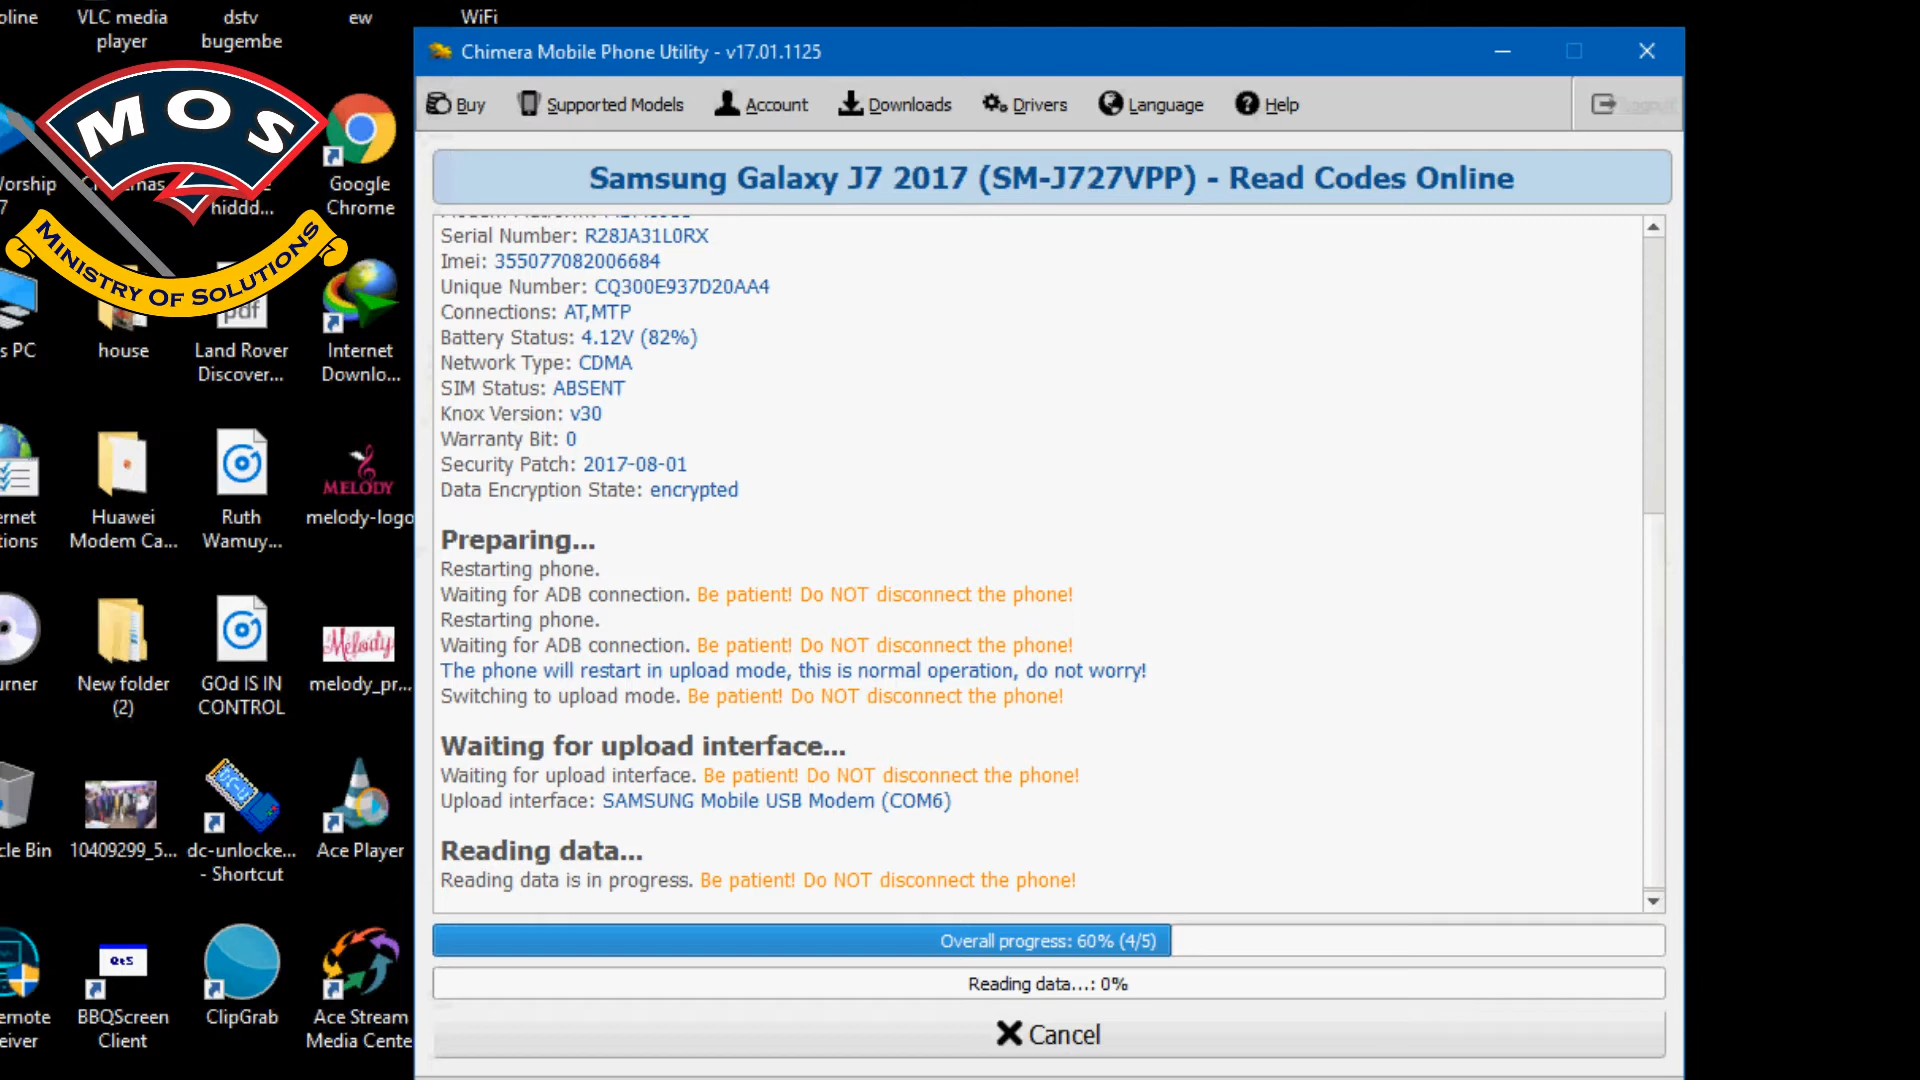 oline
VLC media
player
dstv
bugembe
ew
WiFi
MOS
MINISTRY OF SOLUTIONS
Google
Chrome
hiddd...
house
Land Rover
Discover...
Internet
Downlo...
s PC
pdf
Huawei
Modem Ca...
Ruth
Wamuy...
MELODY
melody-logo
New folder
(2)
GOd IS IN
CONTROL
Melody
melody_pr...
cle Bin
10409299_5...
dc-unlocke...
- Shortcut
Ace Player
BBQScreen
Client
ClipGrab
Ace Stream
Media Cente
Chimera Mobile Phone Utility - v17.01.1125
Buy
Supported Models
Account
Downloads
Drivers
Language
Help
Samsung Galaxy J7 2017 (SM-J727VPP) - Read Codes Online
Serial Number: R28JA31L0RX
Imei: 355077082006684
Unique Number: CQ300E937D20AA4
Connections: AT,MTP
Battery Status: 4.12V (82%)
Network Type: CDMA
SIM Status: ABSENT
Knox Version: v30
Warranty Bit: 0
Security Patch: 2017-08-01
Data Encryption State: encrypted
Preparing...
Restarting phone.
Waiting for ADB connection. Be patient! Do NOT disconnect the phone!
Restarting phone.
Waiting for ADB connection. Be patient! Do NOT disconnect the phone!
The phone will restart in upload mode, this is normal operation, do not worry!
Switching to upload mode. Be patient! Do NOT disconnect the phone!
Waiting for upload interface...
Waiting for upload interface. Be patient! Do NOT disconnect the phone!
Upload interface: SAMSUNG Mobile USB Modem (COM6)
Reading data...
Reading data is in progress. Be patient! Do NOT disconnect the phone!
Overall progress: 60% (4/5)
Reading data...: 0%
Cancel